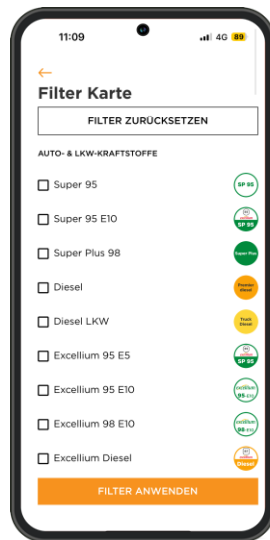 11:09
4G 89
Filter Karte
FILTER ZURÜCKSETZEN
AUTO- & LKW-KRAFTSTOFFE
Super 95
SP 95
Super 95 E10
SP 95
Super Plus 98
Super Plus
Diesel
Premier diesel
Diesel LKW
Truck Diesel
Excellium 95 E5
SP 95
Excellium 95 E10
excellium
95-E10
Excellium 98 E10
excellium
98-E10
Excellium Diesel
Diesel
FILTER ANWENDEN